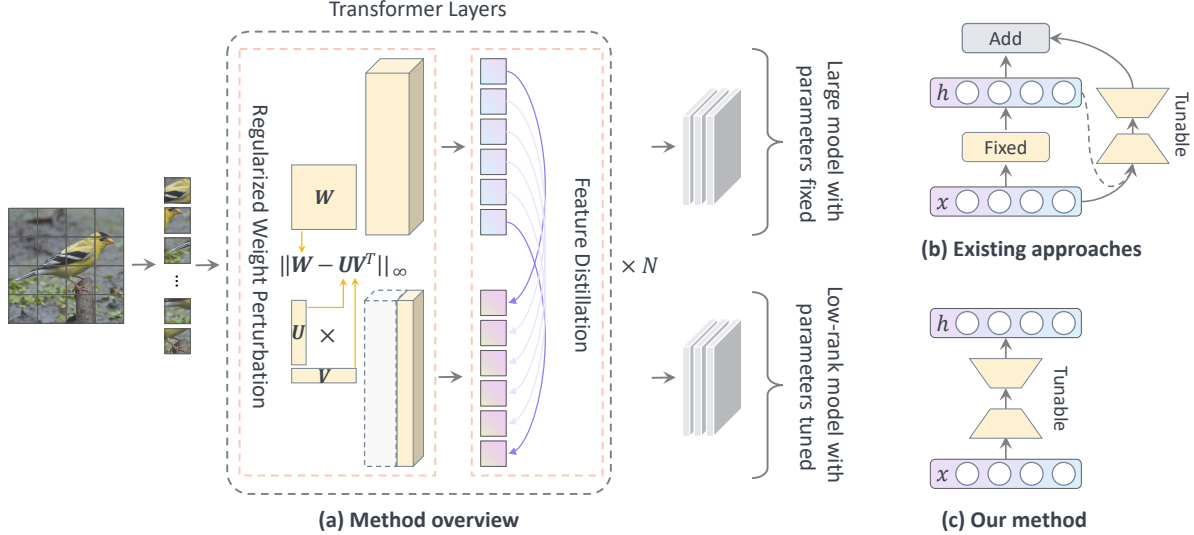 Transformer Layers
Regularized Weight Perturbation
W
||W − UV^T||∞
U
×
V
Feature Distillation
× N
Large model with
parameters fixed
Low-rank model with
parameters tuned
...
(a) Method overview
Add
h
Fixed
Tunable
x
(b) Existing approaches
h
Tunable
x
(c) Our method